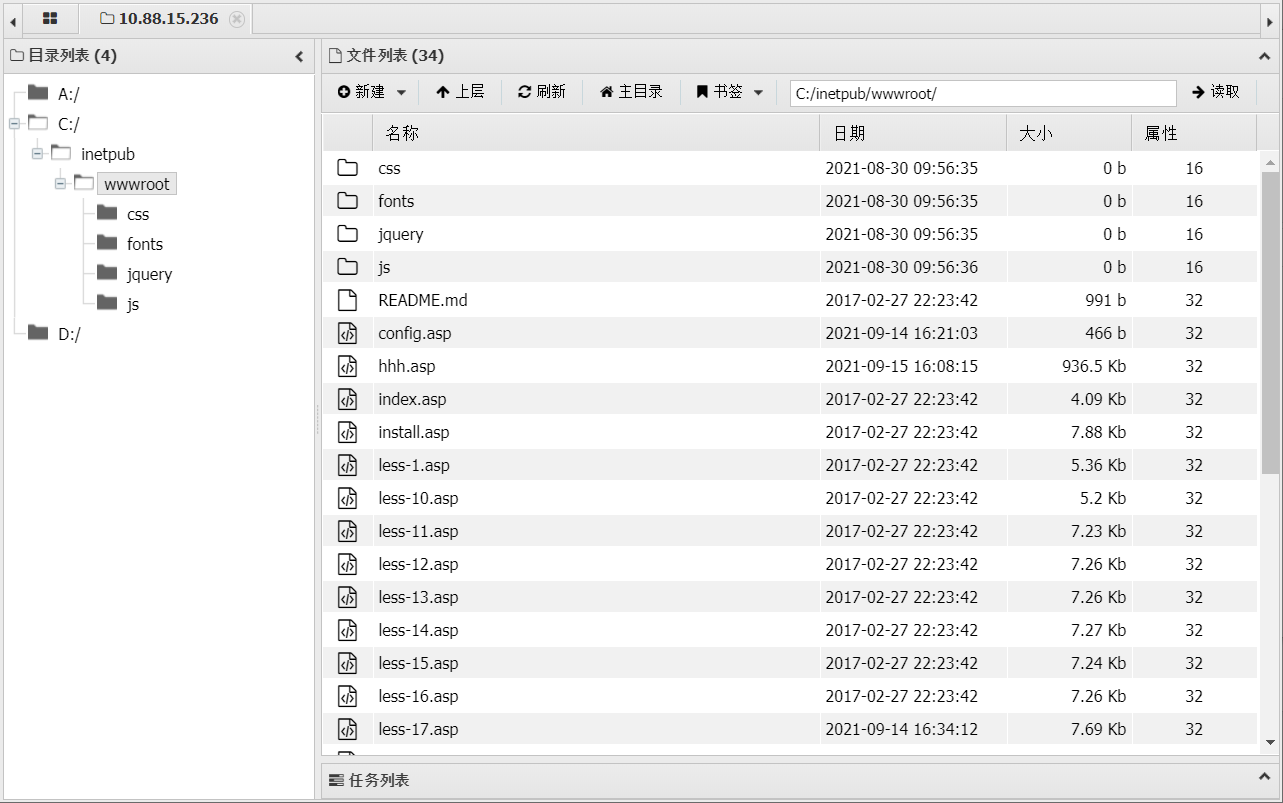 10.88.15.236
目录列表 (4)
A:/
C:/
inetpub
wwwroot
css
fonts
jquery
js
D:/
文件列表 (34)
新建 上层 刷新 主目录 书签 C:/inetpub/wwwroot/ 读取
名称 日期 大小 属性
css 2021-08-30 09:56:35 0 b 16
fonts 2021-08-30 09:56:35 0 b 16
jquery 2021-08-30 09:56:35 0 b 16
js 2021-08-30 09:56:36 0 b 16
README.md 2017-02-27 22:23:42 991 b 32
config.asp 2021-09-14 16:21:03 466 b 32
hhh.asp 2021-09-15 16:08:15 936.5 Kb 32
index.asp 2017-02-27 22:23:42 4.09 Kb 32
install.asp 2017-02-27 22:23:42 7.88 Kb 32
less-1.asp 2017-02-27 22:23:42 5.36 Kb 32
less-10.asp 2017-02-27 22:23:42 5.2 Kb 32
less-11.asp 2017-02-27 22:23:42 7.23 Kb 32
less-12.asp 2017-02-27 22:23:42 7.26 Kb 32
less-13.asp 2017-02-27 22:23:42 7.26 Kb 32
less-14.asp 2017-02-27 22:23:42 7.27 Kb 32
less-15.asp 2017-02-27 22:23:42 7.24 Kb 32
less-16.asp 2017-02-27 22:23:42 7.26 Kb 32
less-17.asp 2021-09-14 16:34:12 7.69 Kb 32
任务列表